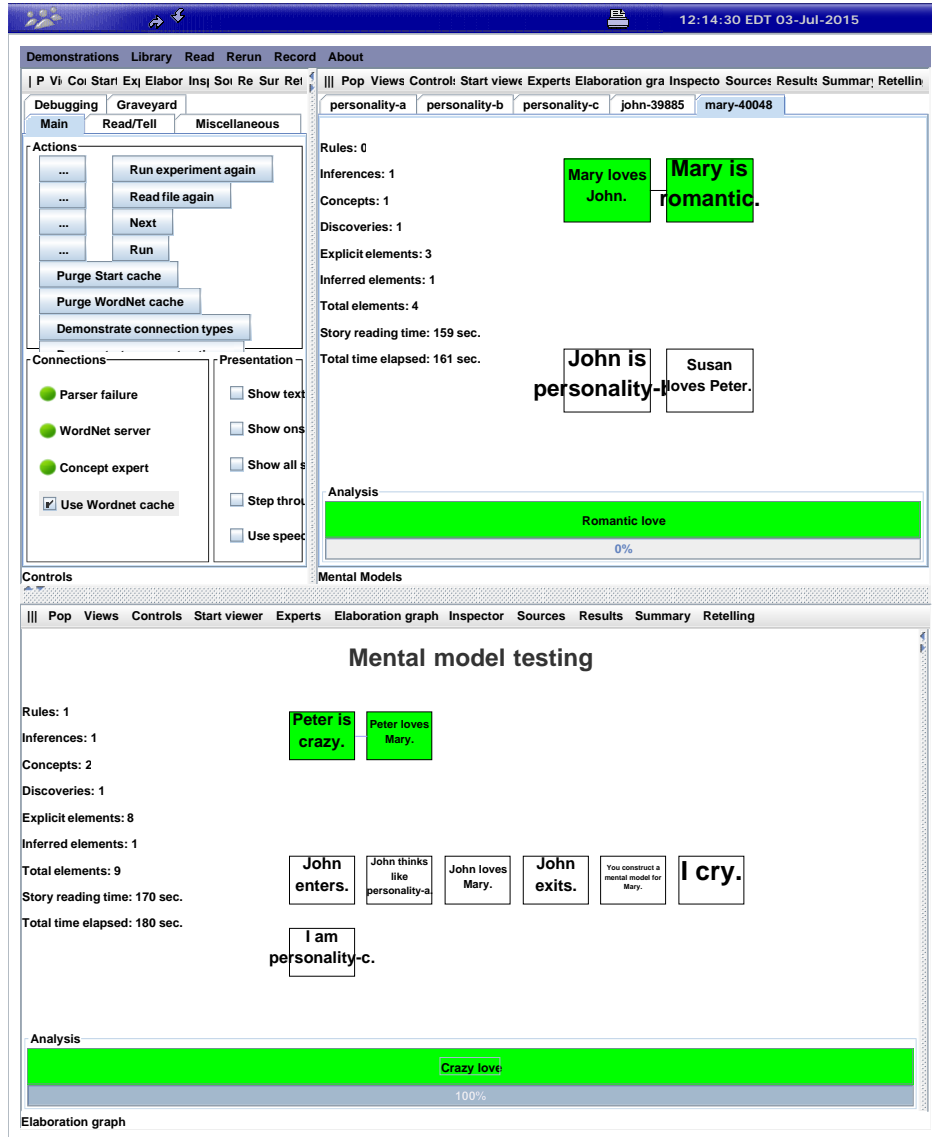 12:14:30 EDT 03-Jul-2015
Demonstrations Library Read Rerun Record About
||| Pop Views Control: Start viewe Experts Elaboration gra Inspecto Sources Results Summar Retellin
Debugging Graveyard
Main Read/Tell Miscellaneous
Actions
... Run experiment again
... Read file again
... Next
... Run
Purge Start cache
Purge WordNet cache
Demonstrate connection types
Connections
Parser failure
WordNet server
Concept expert
Use Wordnet cache
Presentation
Show text
Show ons
Show all s
Step throu
Use speec
Controls
personality-a personality-b personality-c john-39885 mary-40048
Rules: 0
Inferences: 1
Concepts: 1
Discoveries: 1
Explicit elements: 3
Inferred elements: 1
Total elements: 4
Story reading time: 159 sec.
Total time elapsed: 161 sec.
Mary loves
John.
Mary is
romantic.
John is
personality-b
Susan
loves Peter.
Analysis
Romantic love
0%
Mental Models
||| Pop Views Controls Start viewer Experts Elaboration graph Inspector Sources Results Summary Retelling
Mental model testing
Rules: 1
Inferences: 1
Concepts: 2
Discoveries: 1
Explicit elements: 8
Inferred elements: 1
Total elements: 9
Story reading time: 170 sec.
Total time elapsed: 180 sec.
Peter is
crazy.
Peter loves
Mary.
John
enters.
John thinks
like
personality-a.
John loves
Mary.
John
exits.
You construct a
mental model for
Mary.
I cry.
I am
personality-c.
Analysis
Crazy love
100%
Elaboration graph